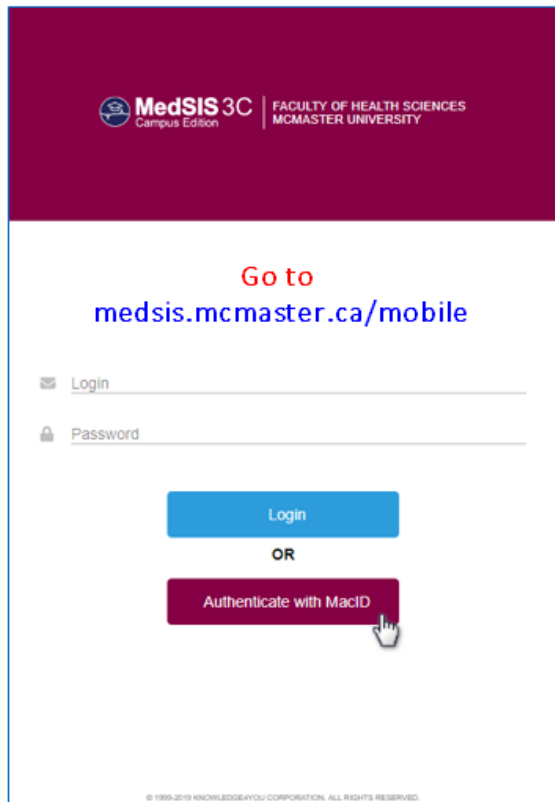 MedSIS 3C
Campus Edition
FACULTY OF HEALTH SCIENCES
MCMASTER UNIVERSITY
Go to
medsis.mcmaster.ca/mobile
Login
Password
Login
OR
Authenticate with MacID
© 1999-2019 KNOWLEDGE4YOU CORPORATION. ALL RIGHTS RESERVED.